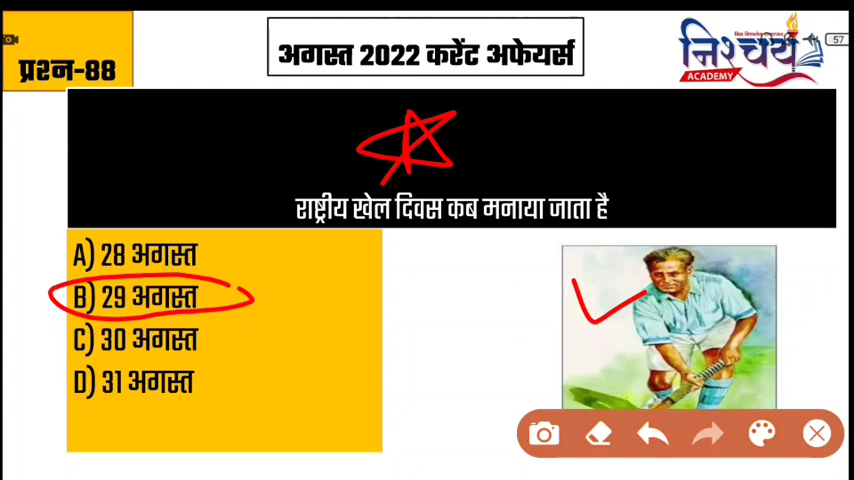 प्रश्न-88
अगस्त 2022 करेंट अफेयर्स
निश्चय
ACADEMY
57
राष्ट्रीय खेल दिवस कब मनाया जाता है
A) 28 अगस्त
B) 29 अगस्त
C) 30 अगस्त
D) 31 अगस्त